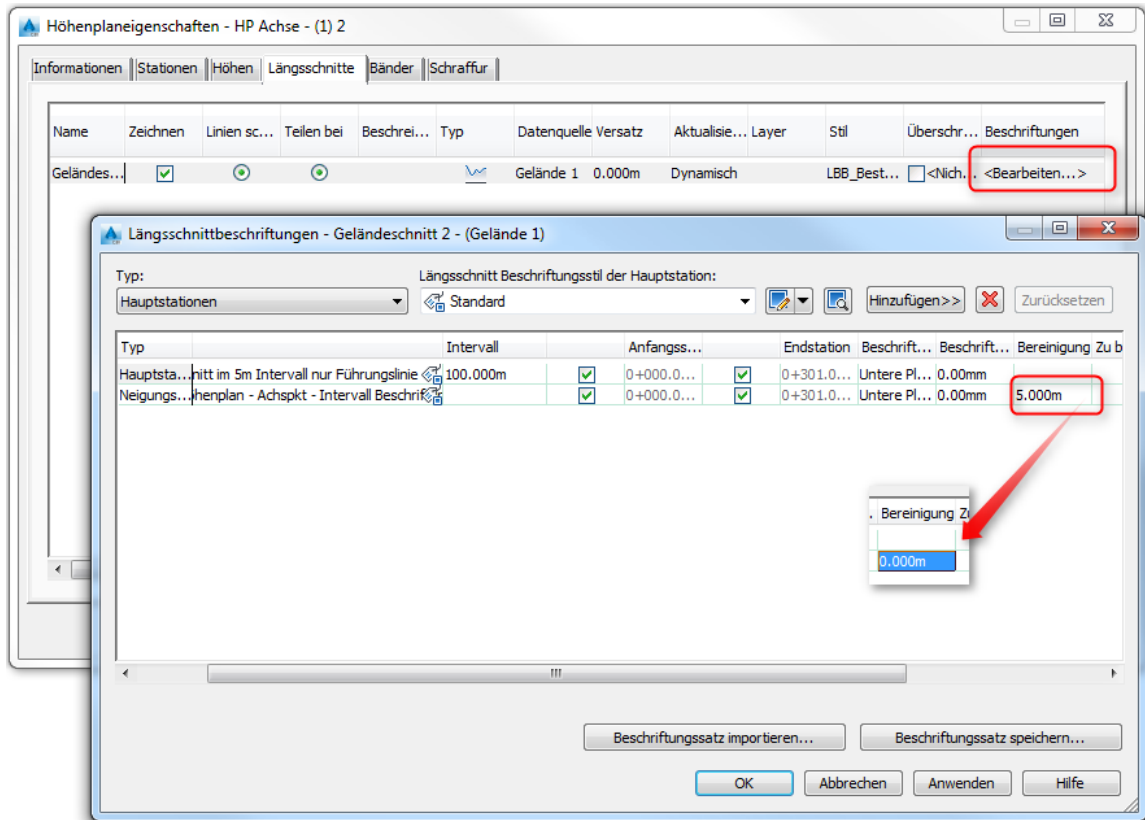 Höhenplaneigenschaften - HP Achse - (1) 2
Informationen Stationen Höhen Längsschnitte Bänder Schraffur
Name Zeichnen Linien sc... Teilen bei Beschrei... Typ Datenquelle Versatz Aktualisie... Layer Stil Überschr... Beschriftungen
Geländes... Gelände 1 0.000m Dynamisch LBB_Best... <Nich... <Bearbeiten...>
Längsschnittbeschriftungen - Geländeschnitt 2 - (Gelände 1)
Typ: Längsschnitt Beschriftungsstil der Hauptstation:
Hauptstationen Standard Hinzufügen>> Zurücksetzen
Typ Intervall Anfangss... Endstation Beschrift... Beschrift... Bereinigung Zu b
Hauptsta... nitt im 5m Intervall nur Führungslinie 100.000m 0+000.0... 0+301.0... Untere Pl... 0.00mm
Neigungs... henplan - Achspkt - Intervall Beschrif 0+000.0... 0+301.0... Untere Pl... 0.00mm 5.000m
. Bereinigung Zu
0.000m
Beschriftungssatz importieren... Beschriftungssatz speichern...
OK Abbrechen Anwenden Hilfe